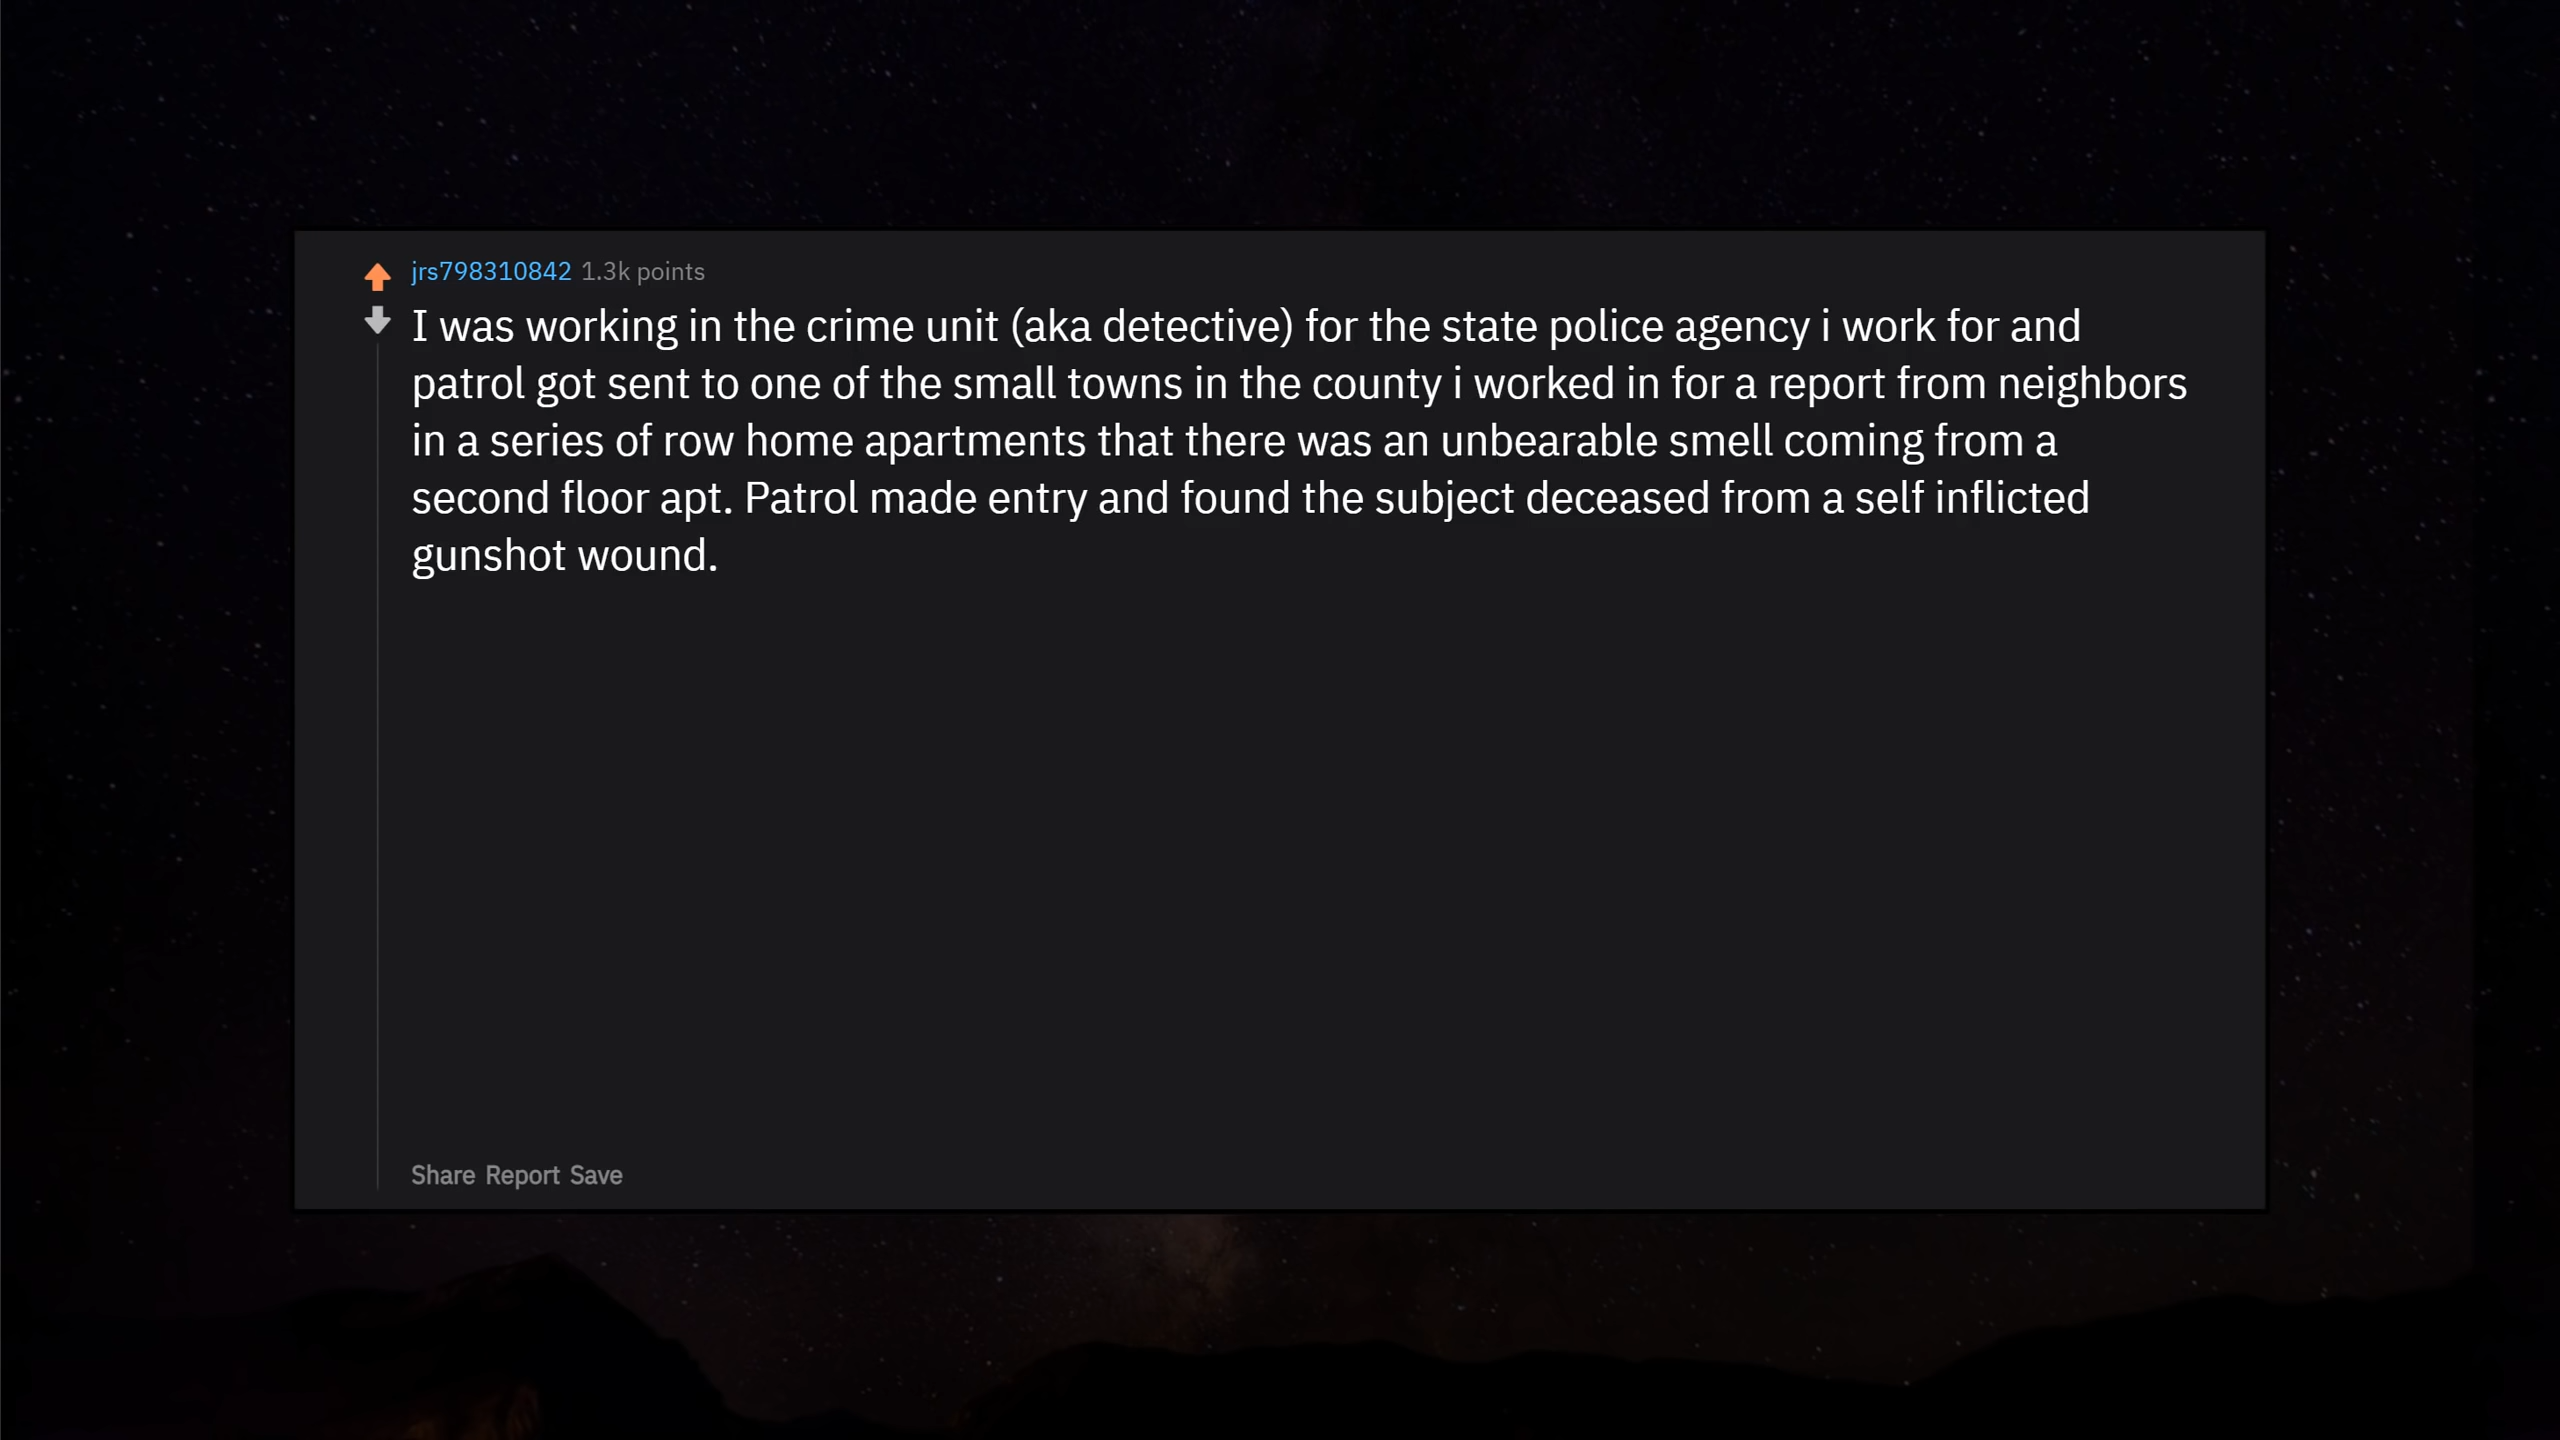 jrs798310842 1.3k points
I was working in the crime unit (aka detective) for the state police agency i work for and
patrol got sent to one of the small towns in the county i worked in for a report from neighbors
in a series of row home apartments that there was an unbearable smell coming from a
second floor apt. Patrol made entry and found the subject deceased from a self inflicted
gunshot wound.
Share Report Save